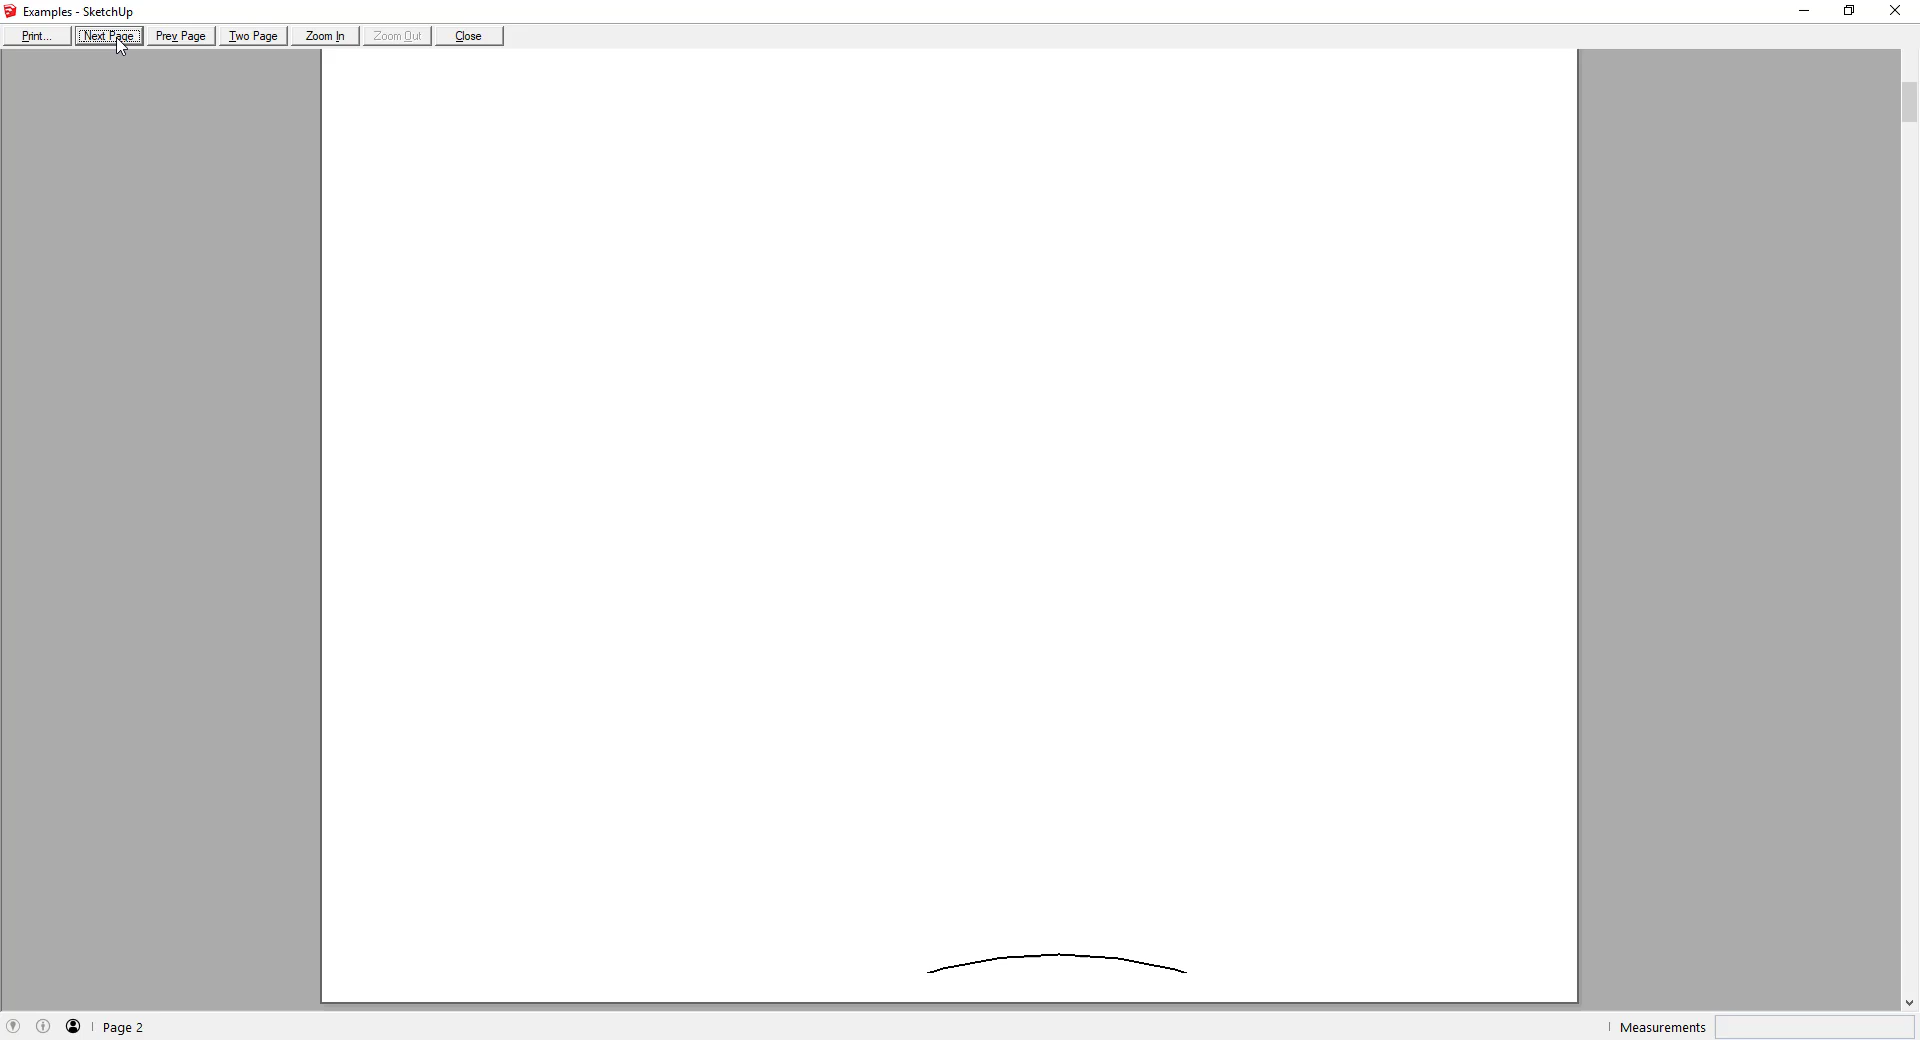 Examples - SketchUp
Print... Next Page Prev Page Two Page Zoom In Zoom Out Close
Page 2 Measurements